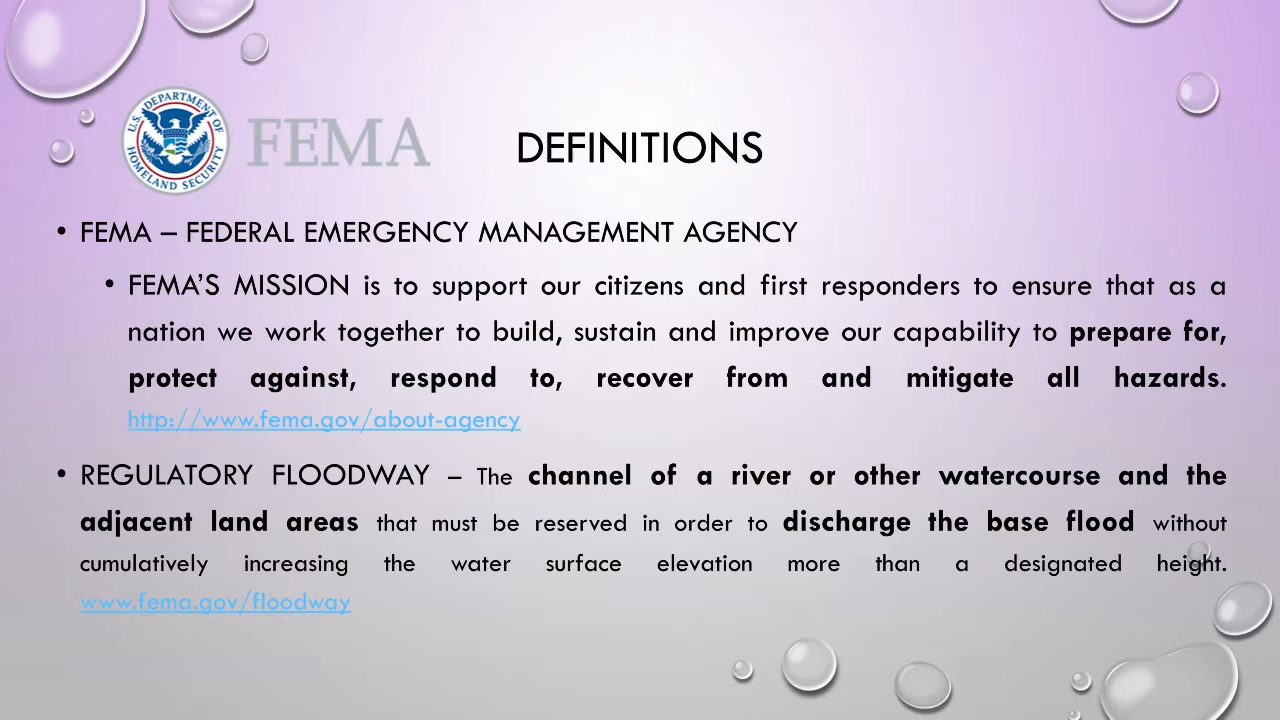 U.S. DEPARTMENT OF
HOMELAND SECURITY
FEMA
DEFINITIONS
• FEMA – FEDERAL EMERGENCY MANAGEMENT AGENCY
• FEMA’S MISSION is to support our citizens and first responders to ensure that as a
nation we work together to build, sustain and improve our capability to prepare for,
protect against, respond to, recover from and mitigate all hazards.
http://www.fema.gov/about-agency
• REGULATORY FLOODWAY – The channel of a river or other watercourse and the
adjacent land areas that must be reserved in order to discharge the base flood without
cumulatively increasing the water surface elevation more than a designated height.
www.fema.gov/floodway